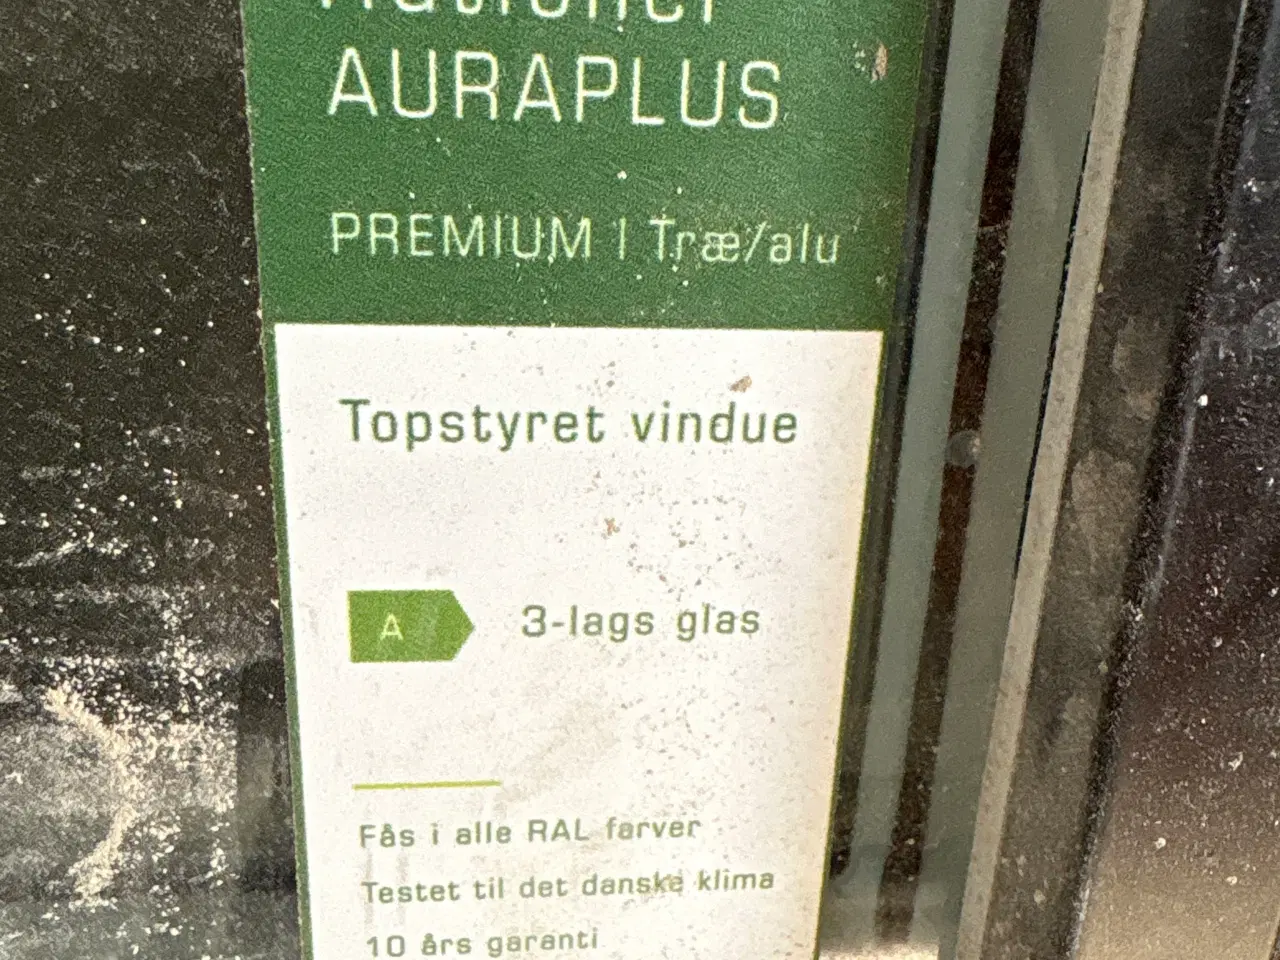 Rationel
AURAPLUS
PREMIUM | Træ/alu
Topstyret vindue
A 3-lags glas
Fås i alle RAL farver
Testet til det danske klima
10 års garanti